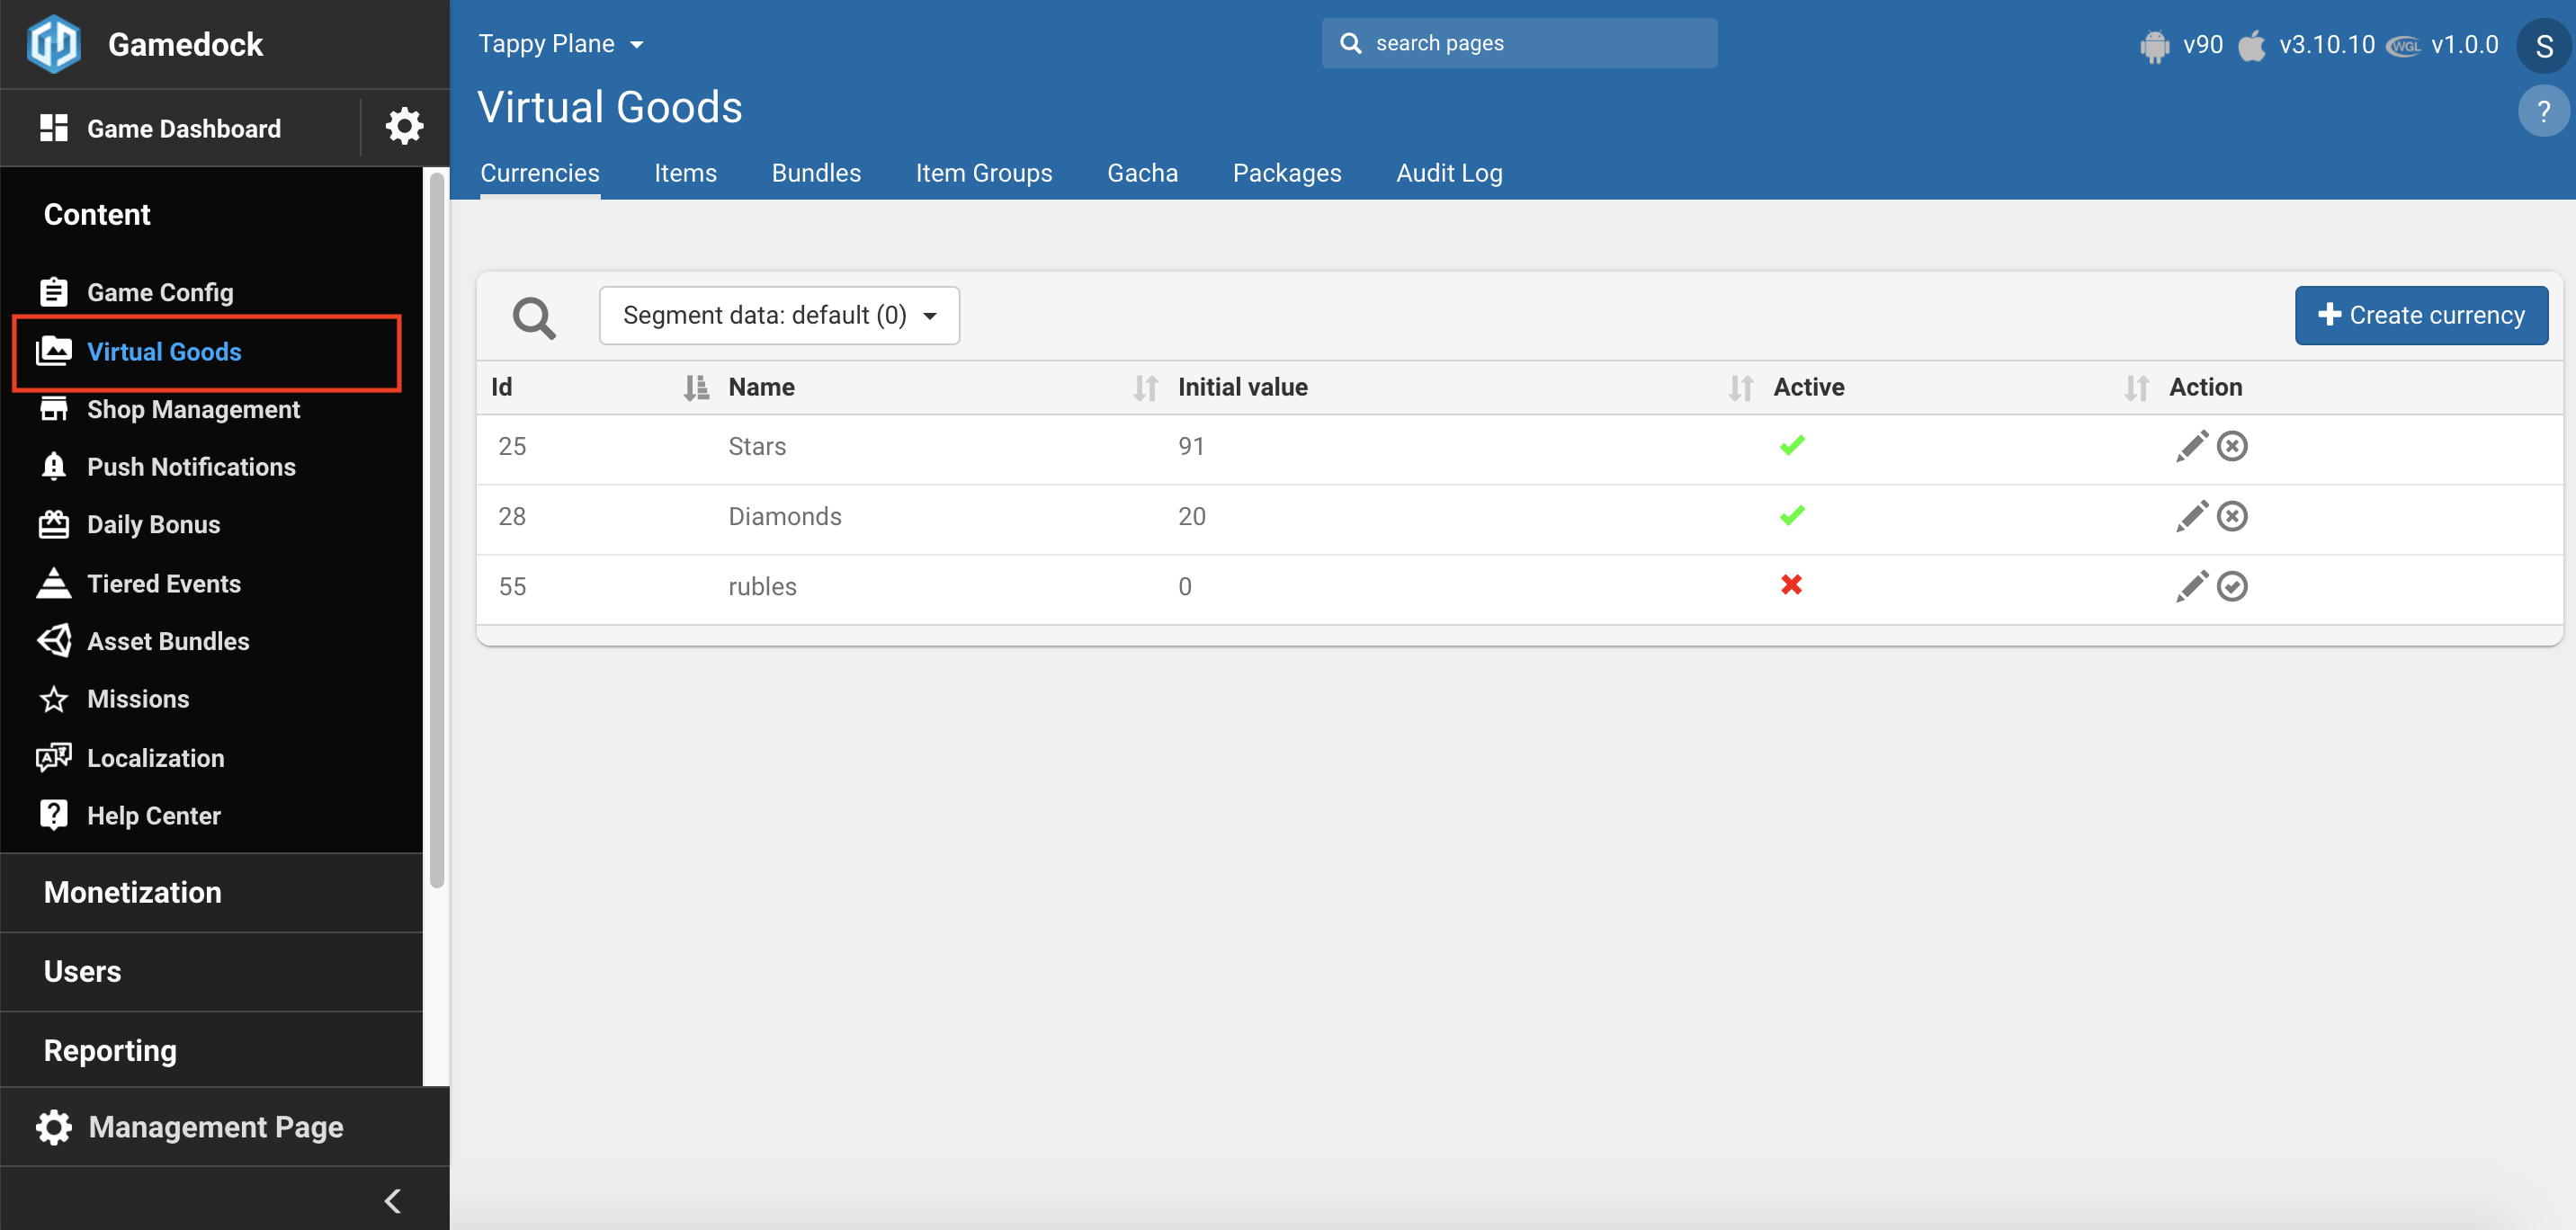 Gamedock
Game Dashboard
Content
Game Config
Virtual Goods
Shop Management
Push Notifications
Daily Bonus
Tiered Events
Asset Bundles
Missions
Localization
Help Center
Monetization
Users
Reporting
Management Page
Tappy Plane
search pages
v90 v3.10.10 WGL v1.0.0 S
Virtual Goods
?
Currencies Items Bundles Item Groups Gacha Packages Audit Log
Segment data: default (0)
Create currency
Id Name Initial value Active Action
25 Stars 91
28 Diamonds 20
55 rubles 0